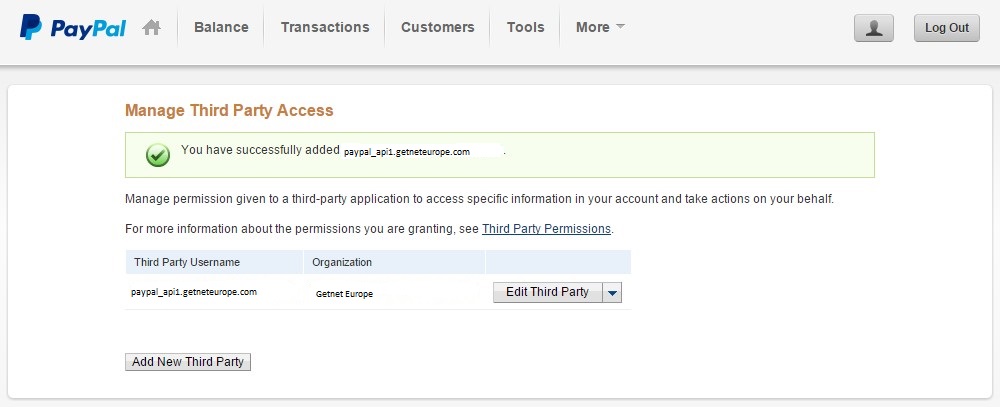 PayPal Balance Transactions Customers Tools More Log Out
Manage Third Party Access
You have successfully added paypal_api1.getneteurope.com.
Manage permission given to a third-party application to access specific information in your account and take actions on your behalf.
For more information about the permissions you are granting, see Third Party Permissions.
Third Party Username Organization
paypal_api1.getneteurope.com Getnet Europe Edit Third Party
Add New Third Party